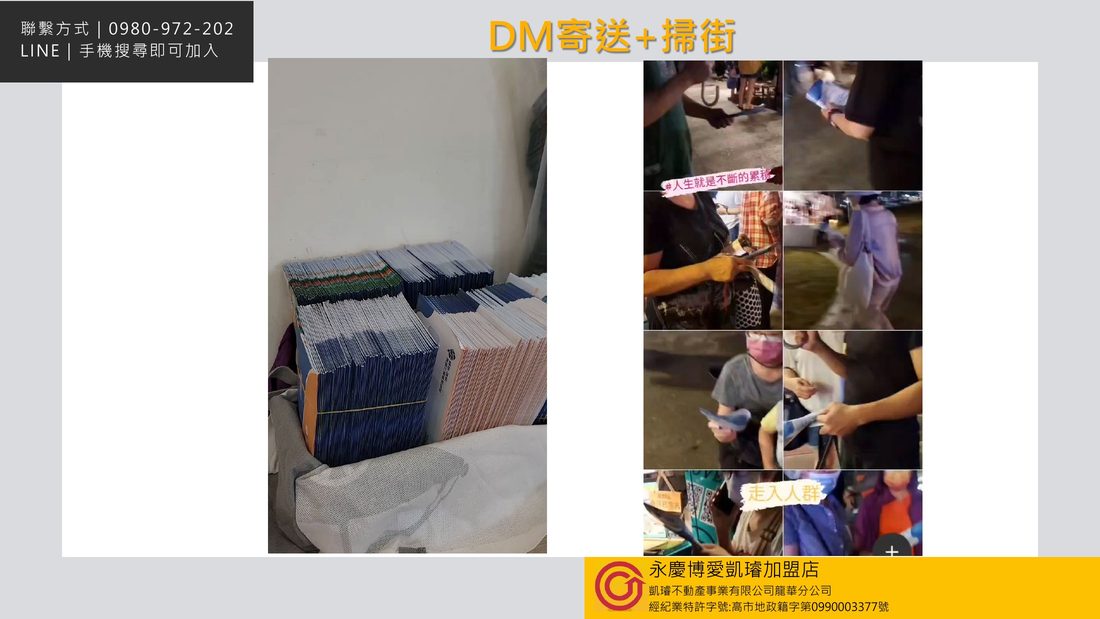 聯繫方式 | 0980-972-202
LINE | 手機搜尋即可加入
DM寄送+掃街
#人生就是不斷的累積
走入人群
永慶博愛凱璿加盟店
凱璿不動產事業有限公司龍華分公司
經紀業特許字號:高市地政籍字第0990003377號